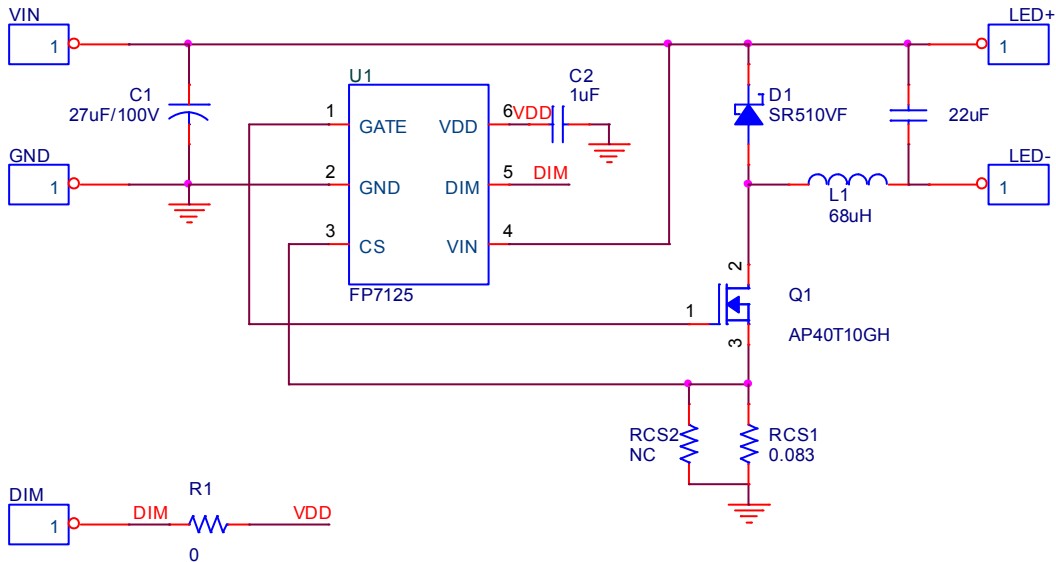 VIN
1
LED+
1
C1
27uF/100V
U1
C2
1uF
1
GATE
VDD
6
VDD
D1
SR510VF
22uF
GND
1
2
GND
DIM
5
DIM
LED-
1
3
CS
VIN
4
L1
68uH
FP7125
2
1
Q1
3
AP40T10GH
RCS2
NC
RCS1
0.083
DIM
1
DIM
R1
VDD
0